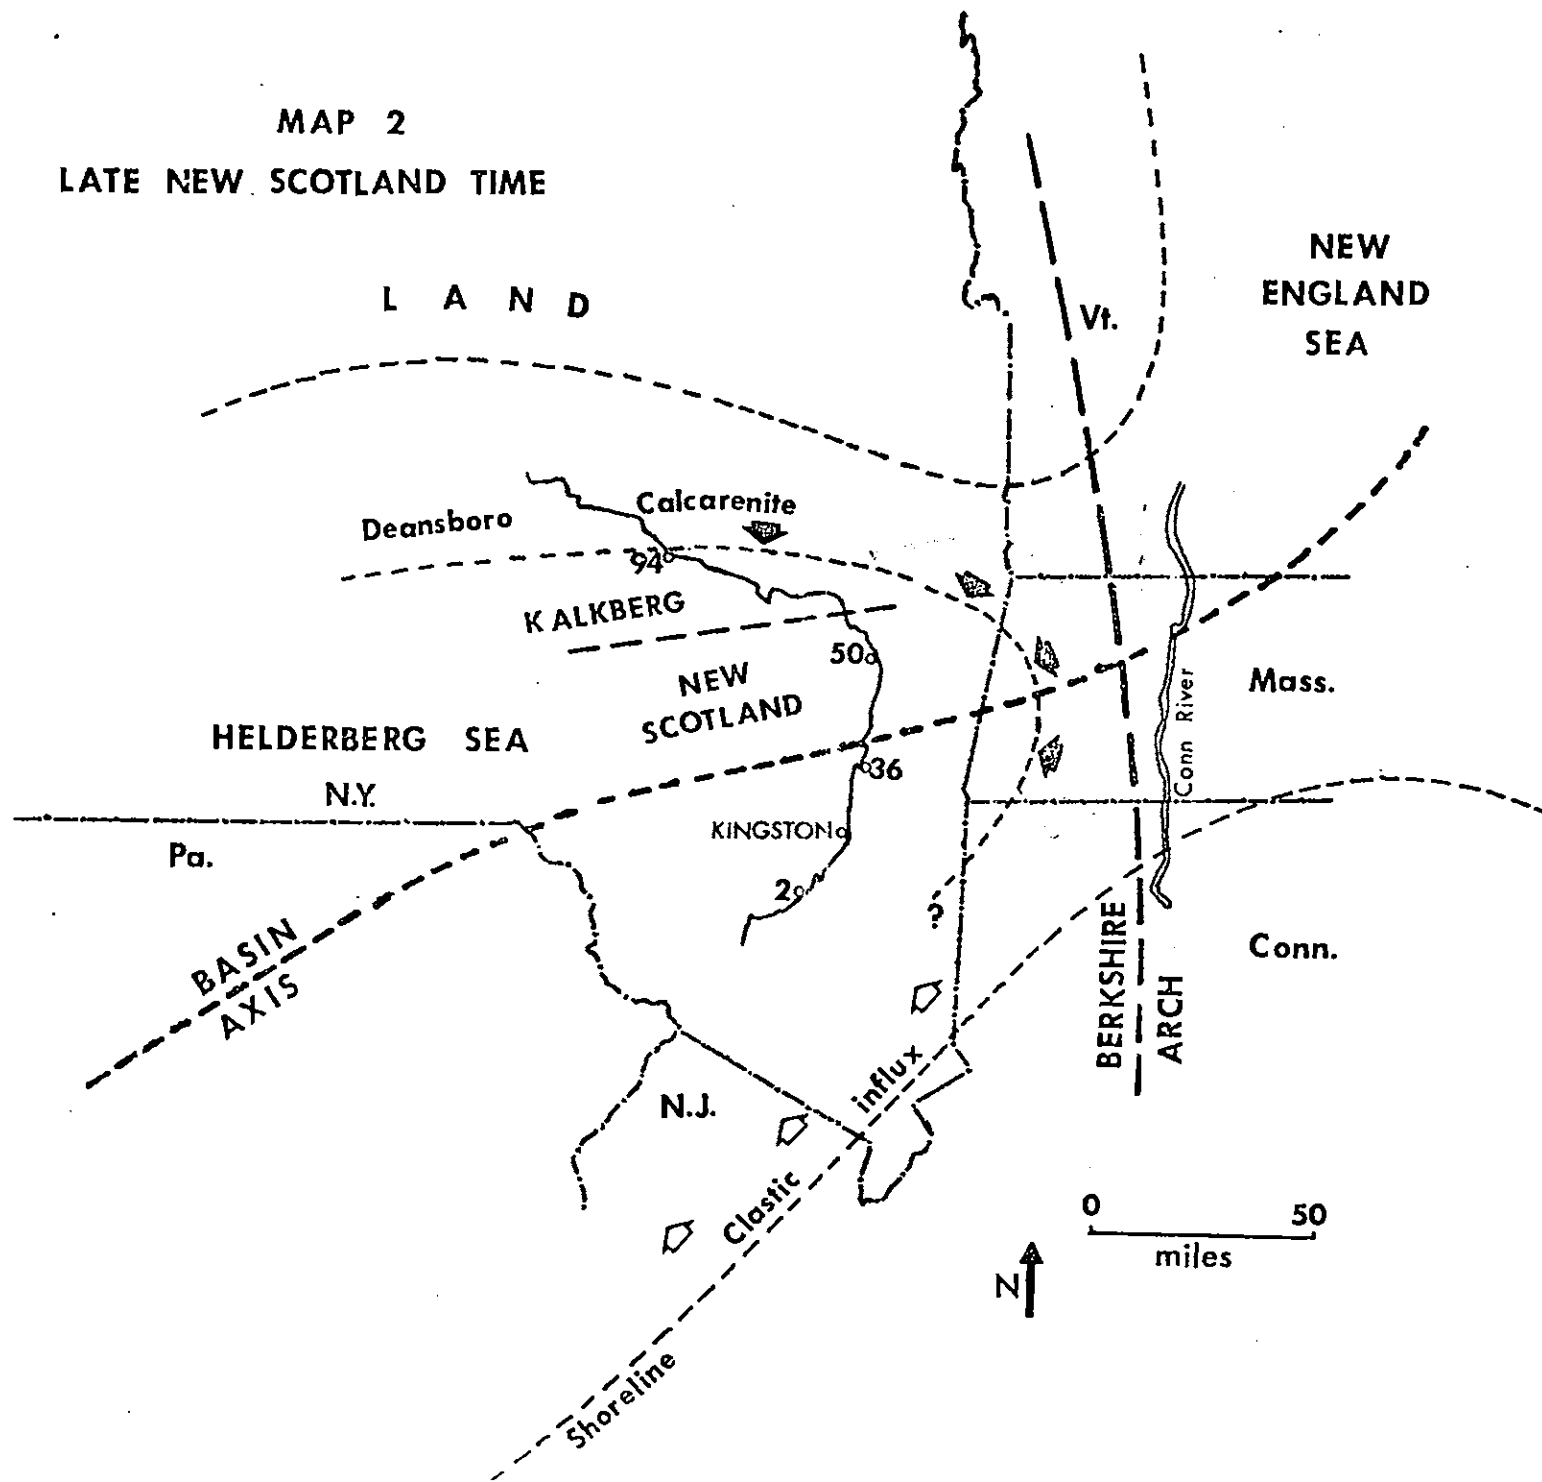 MAP 2
LATE NEW SCOTLAND TIME
LAND
NEW
ENGLAND
SEA
Vt.
Deansboro
Calcarenite
94
KALKBERG
50
NEW
SCOTLAND
Mass.
Conn River
HELDERBERG SEA
36
N.Y.
KINGSTON
Pa.
2
?
BASIN
AXIS
BERKSHIRE
ARCH
Conn.
influx
N.J.
Clastic
Shoreline
0
50
miles
N